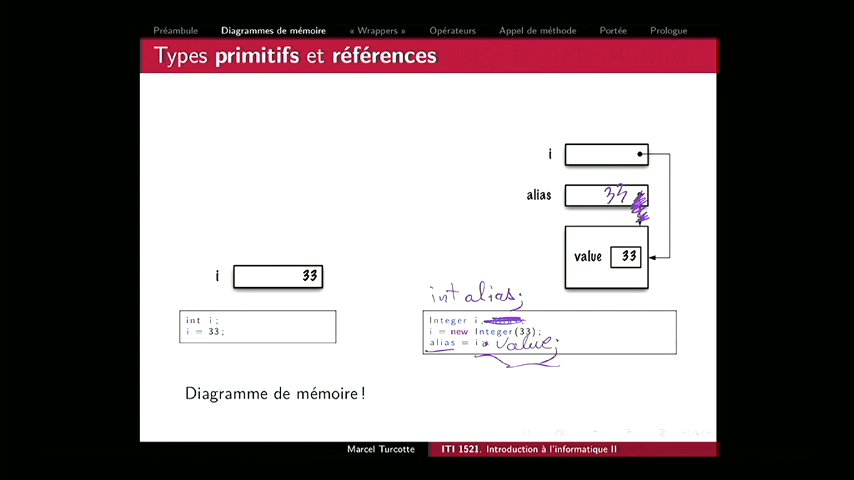 Préambule Diagrammes de mémoire « Wrappers » Opérateurs Appel de méthode Portée Prologue
Types primitifs et références
i
alias 33
value 33
i 33
int alias;
int i;
i = 33;
Integer i,
i = new Integer(33);
alias = i. value;
Diagramme de mémoire !
Marcel Turcotte ITI 1521. Introduction à l'informatique II